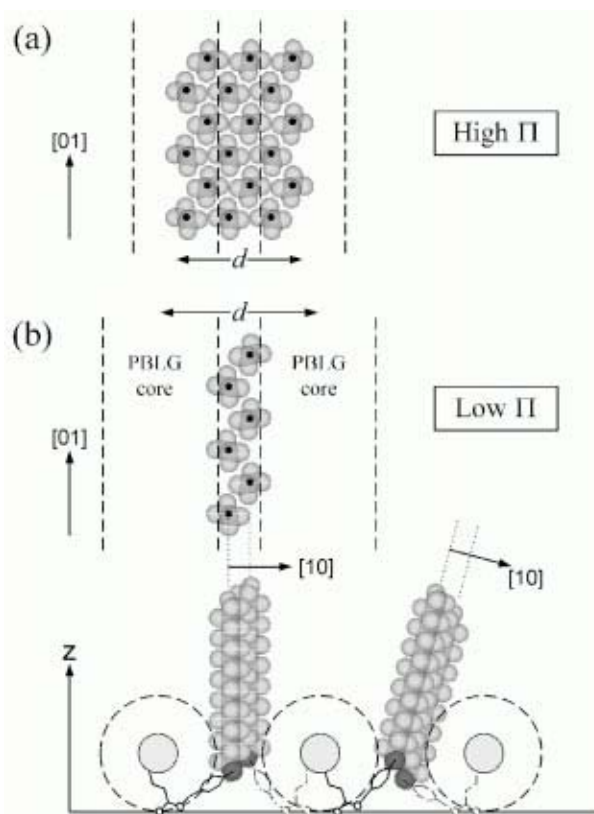 (a)
High Π
[01]
d
(b)
d
PBLG
core
PBLG
core
Low Π
[01]
[10]
[10]
Z